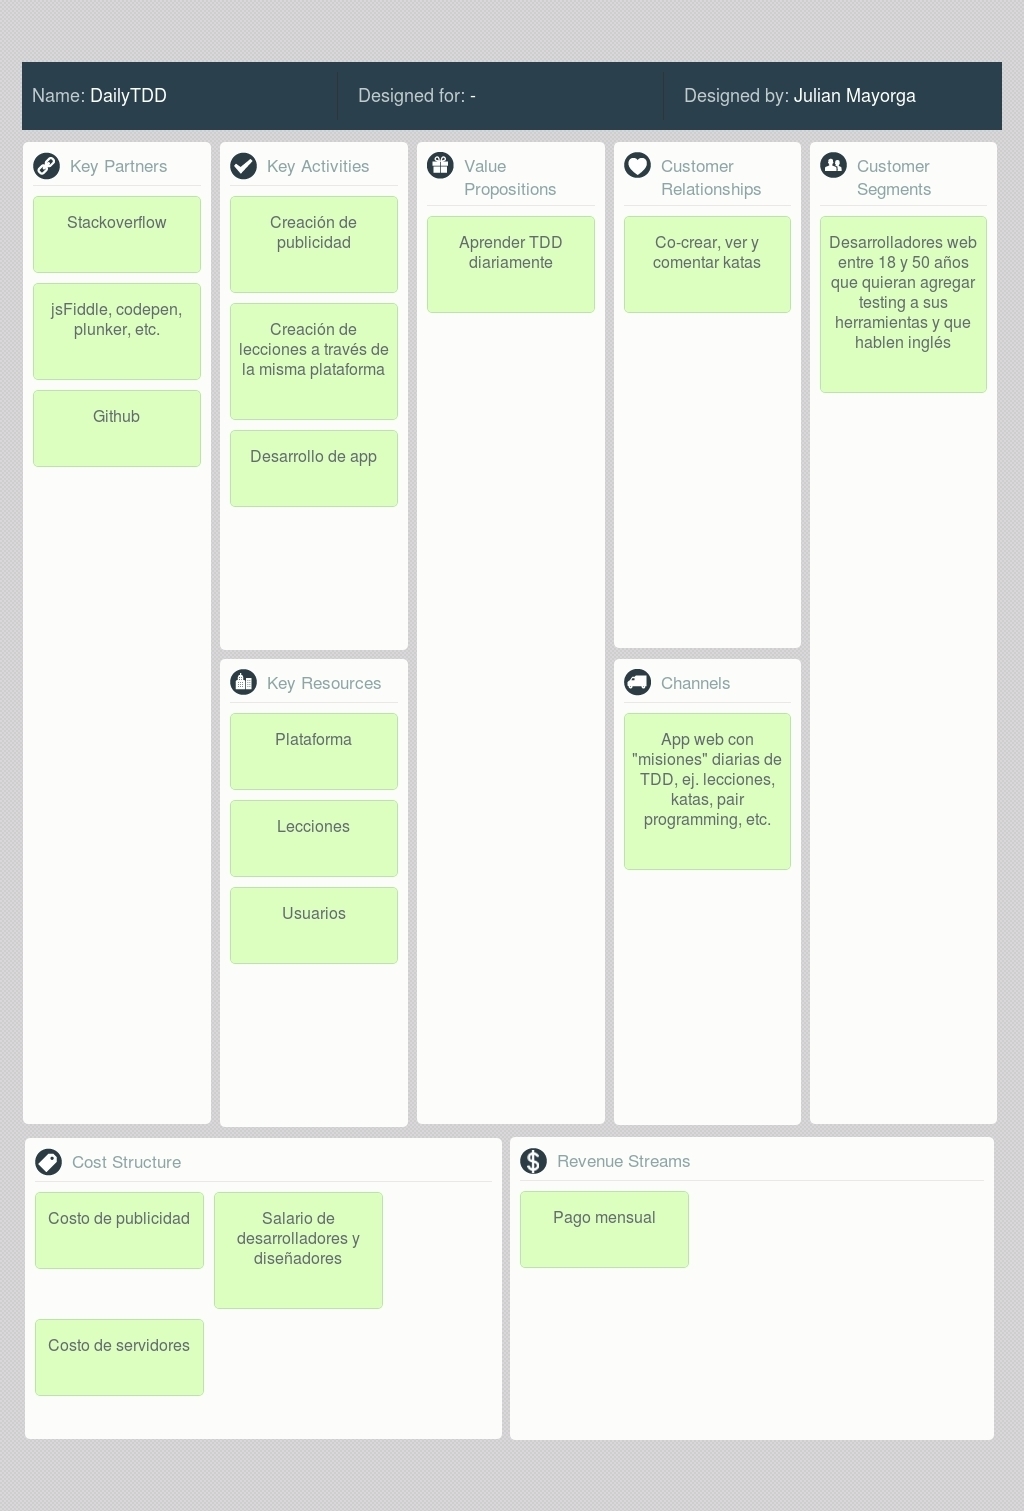 Name: DailyTDD
Designed for: -
Designed by: Julian Mayorga
Key Partners
Stackoverflow
jsFiddle, codepen,
plunker, etc.
Github
Key Activities
Creación de
publicidad
Creación de
lecciones a través de
la misma plataforma
Desarrollo de app
Key Resources
Plataforma
Lecciones
Usuarios
Value
Propositions
Aprender TDD
diariamente
Customer
Relationships
Co-crear, ver y
comentar katas
Channels
App web con
"misiones" diarias de
TDD, ej. lecciones,
katas, pair
programming, etc.
Customer
Segments
Desarrolladores web
entre 18 y 50 años
que quieran agregar
testing a sus
herramientas y que
hablen inglés
Cost Structure
Costo de publicidad
Salario de
desarrolladores y
diseñadores
Costo de servidores
Revenue Streams
Pago mensual